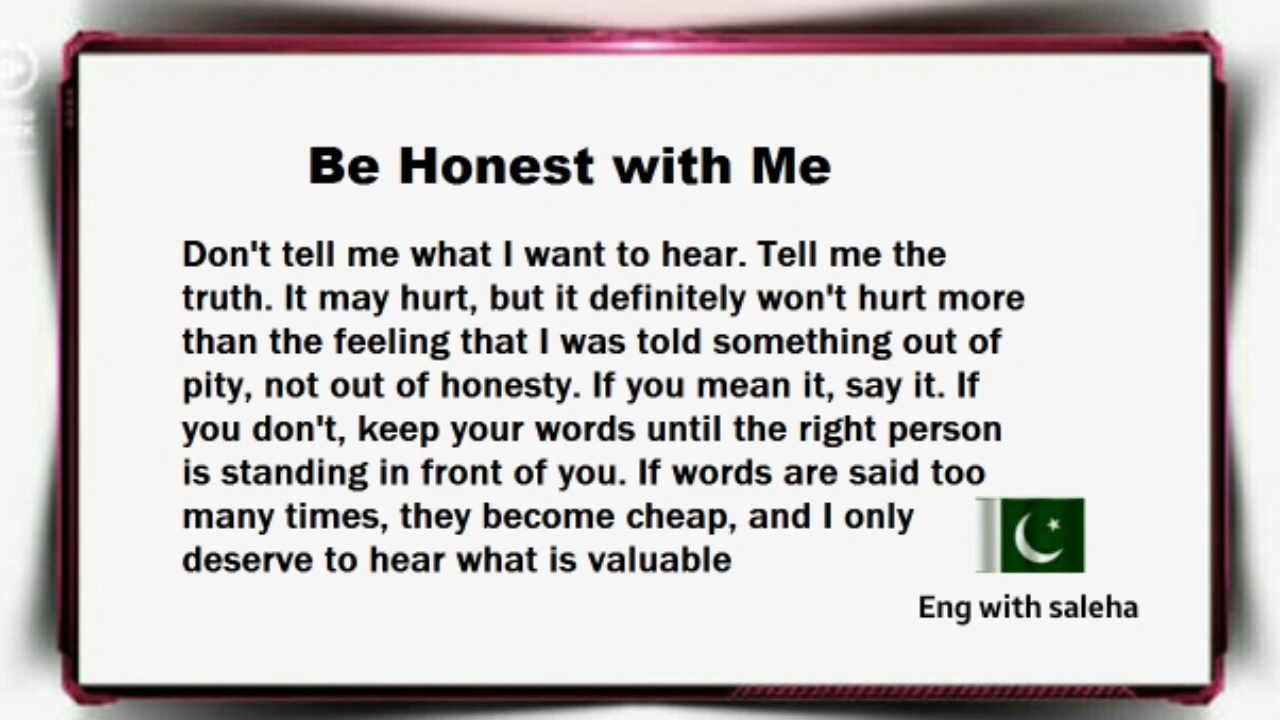 Be Honest with Me
Don't tell me what I want to hear. Tell me the
truth. It may hurt, but it definitely won't hurt more
than the feeling that I was told something out of
pity, not out of honesty. If you mean it, say it. If
you don't, keep your words until the right person
is standing in front of you. If words are said too
many times, they become cheap, and I only
deserve to hear what is valuable
Eng with saleha